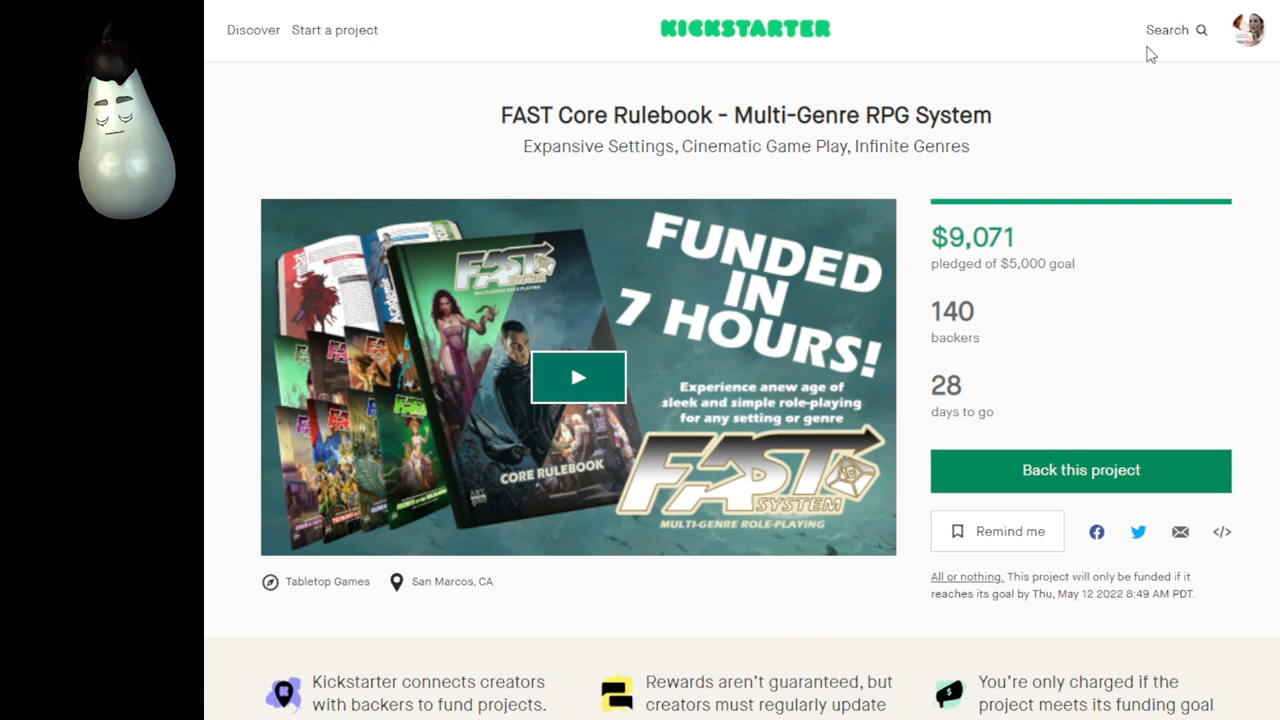 Discover Start a project
KICKSTARTER
Search
FAST Core Rulebook - Multi-Genre RPG System
Expansive Settings, Cinematic Game Play, Infinite Genres
FUNDED
IN
7 HOURS!
Experience anew age of
sleek and simple role-playing
for any setting or genre
FAST
SYSTEM
MULTI-GENRE ROLE-PLAYING
FAST
SYSTEM
MULTI-GENRE ROLE-PLAYING
CORE RULEBOOK
$9,071
pledged of $5,000 goal
140
backers
28
days to go
Back this project
Remind me
All or nothing. This project will only be funded if it
reaches its goal by Thu, May 12 2022 8:49 AM PDT.
Tabletop Games San Marcos, CA
Kickstarter connects creators
with backers to fund projects.
Rewards aren't guaranteed, but
creators must regularly update
You're only charged if the
project meets its funding goal